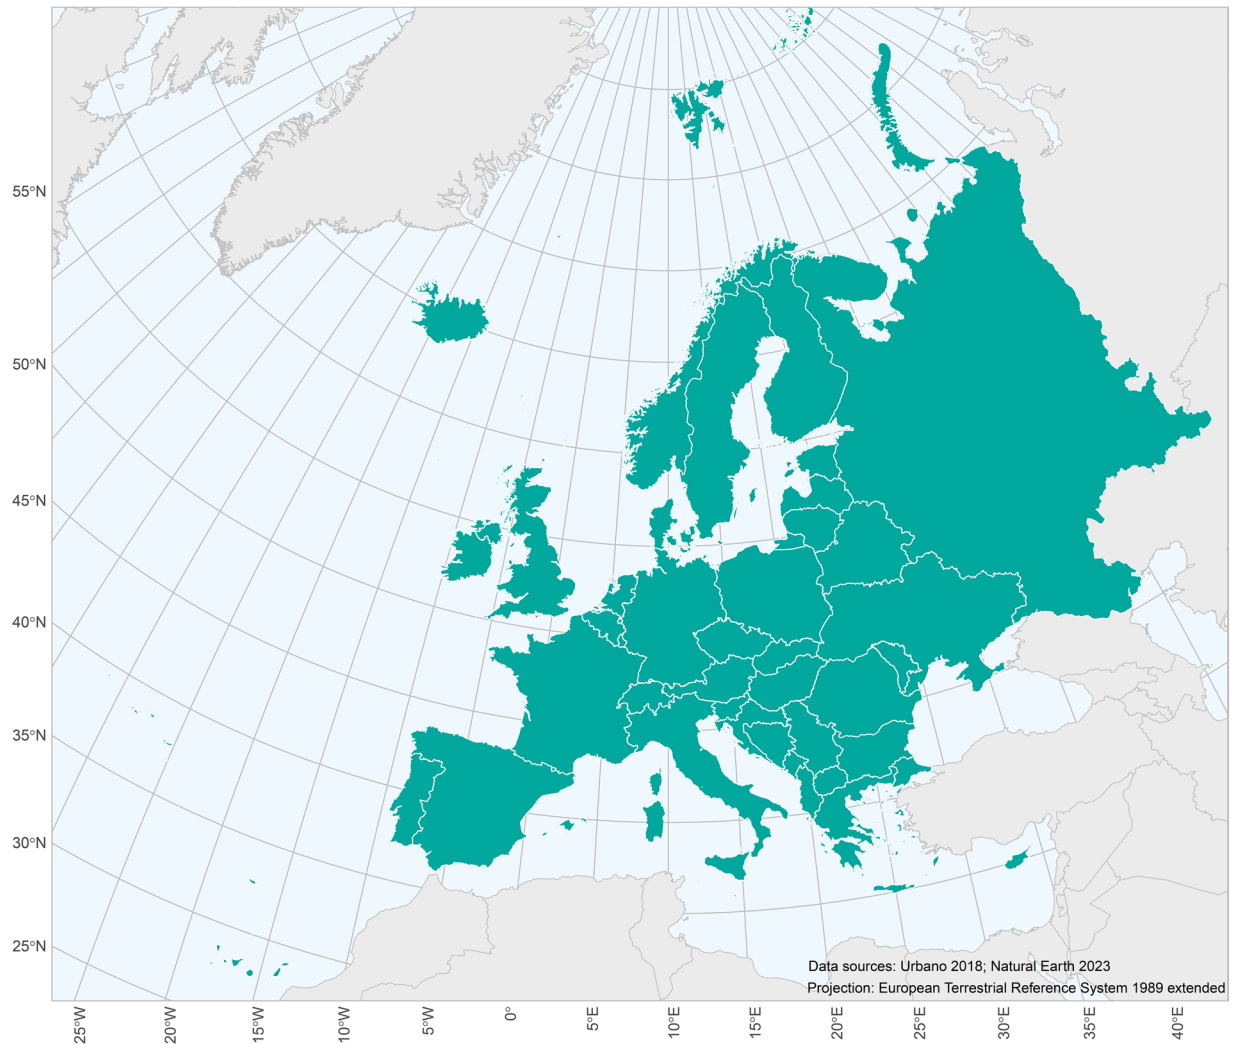 55°N
50°N
45°N
40°N
35°N
30°N
25°N
Data sources: Urbano 2018; Natural Earth 2023
Projection: European Terrestrial Reference System 1989 extended
25°W
20°W
15°W
10°W
5°W
0°
5°E
10°E
15°E
20°E
25°E
30°E
35°E
40°E